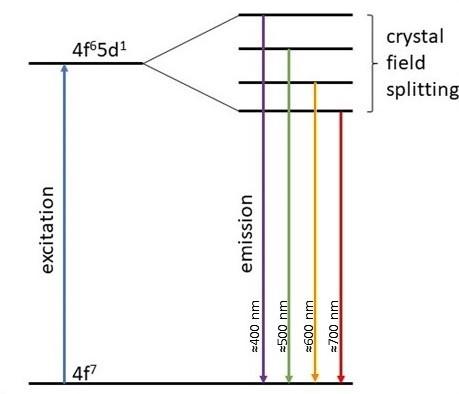 4f⁶5d¹
crystal
field
splitting
excitation
emission
≈400 nm
≈500 nm
≈600 nm
≈700 nm
4f⁷